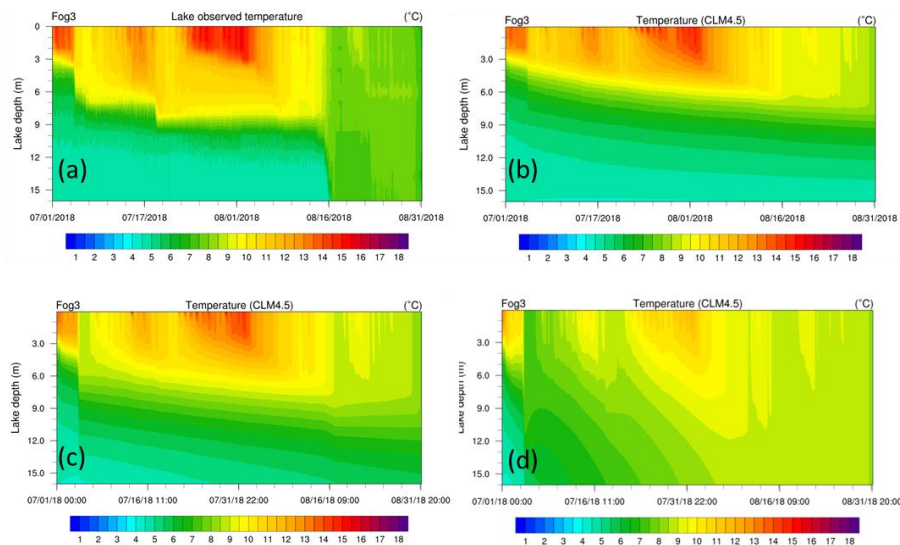 Fog3 Lake observed temperature (˚C)
0
3.0
6.0
9.0
12.0
15
Lake depth (m)
(a)
07/01/2018 07/17/2018 08/01/2018 08/16/2018 08/31/2018
1 2 3 4 5 6 7 8 9 10 11 12 13 14 15 16 17 18
Fog3 Temperature (CLM4.5) (˚C)
3.0
6.0
9.0
12.0
15.0
Lake depth (m)
(b)
07/01/2018 07/17/2018 08/01/2018 08/16/2018 08/31/2018
1 2 3 4 5 6 7 8 9 10 11 12 13 14 15 16 17 18
Fog3 Temperature (CLM4.5) (˚C)
3.0
6.0
9.0
12.0
15.0
Lake depth (m)
(c)
07/01/18 00:00 07/16/18 11:00 07/31/18 22:00 08/16/18 09:00 08/31/18 20:00
1 2 3 4 5 6 7 8 9 10 11 12 13 14 15 16 17 18
Fog3 Temperature (CLM4.5) (˚C)
3.0
6.0
9.0
12.0
15.0
Lake depth (m)
(d)
07/01/18 00:00 07/16/18 11:00 07/31/18 22:00 08/16/18 09:00 08/31/18 20:00
1 2 3 4 5 6 7 8 9 10 11 12 13 14 15 16 17 18